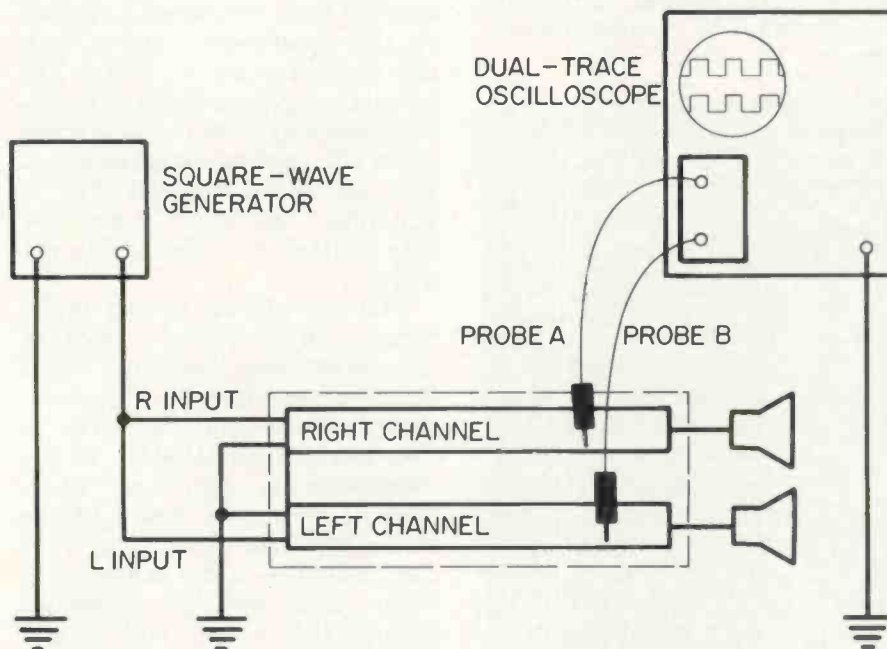 DUAL-TRACE
OSCILLOSCOPE
SQUARE-WAVE
GENERATOR
PROBE A
PROBE B
R INPUT
RIGHT CHANNEL
LEFT CHANNEL
L INPUT